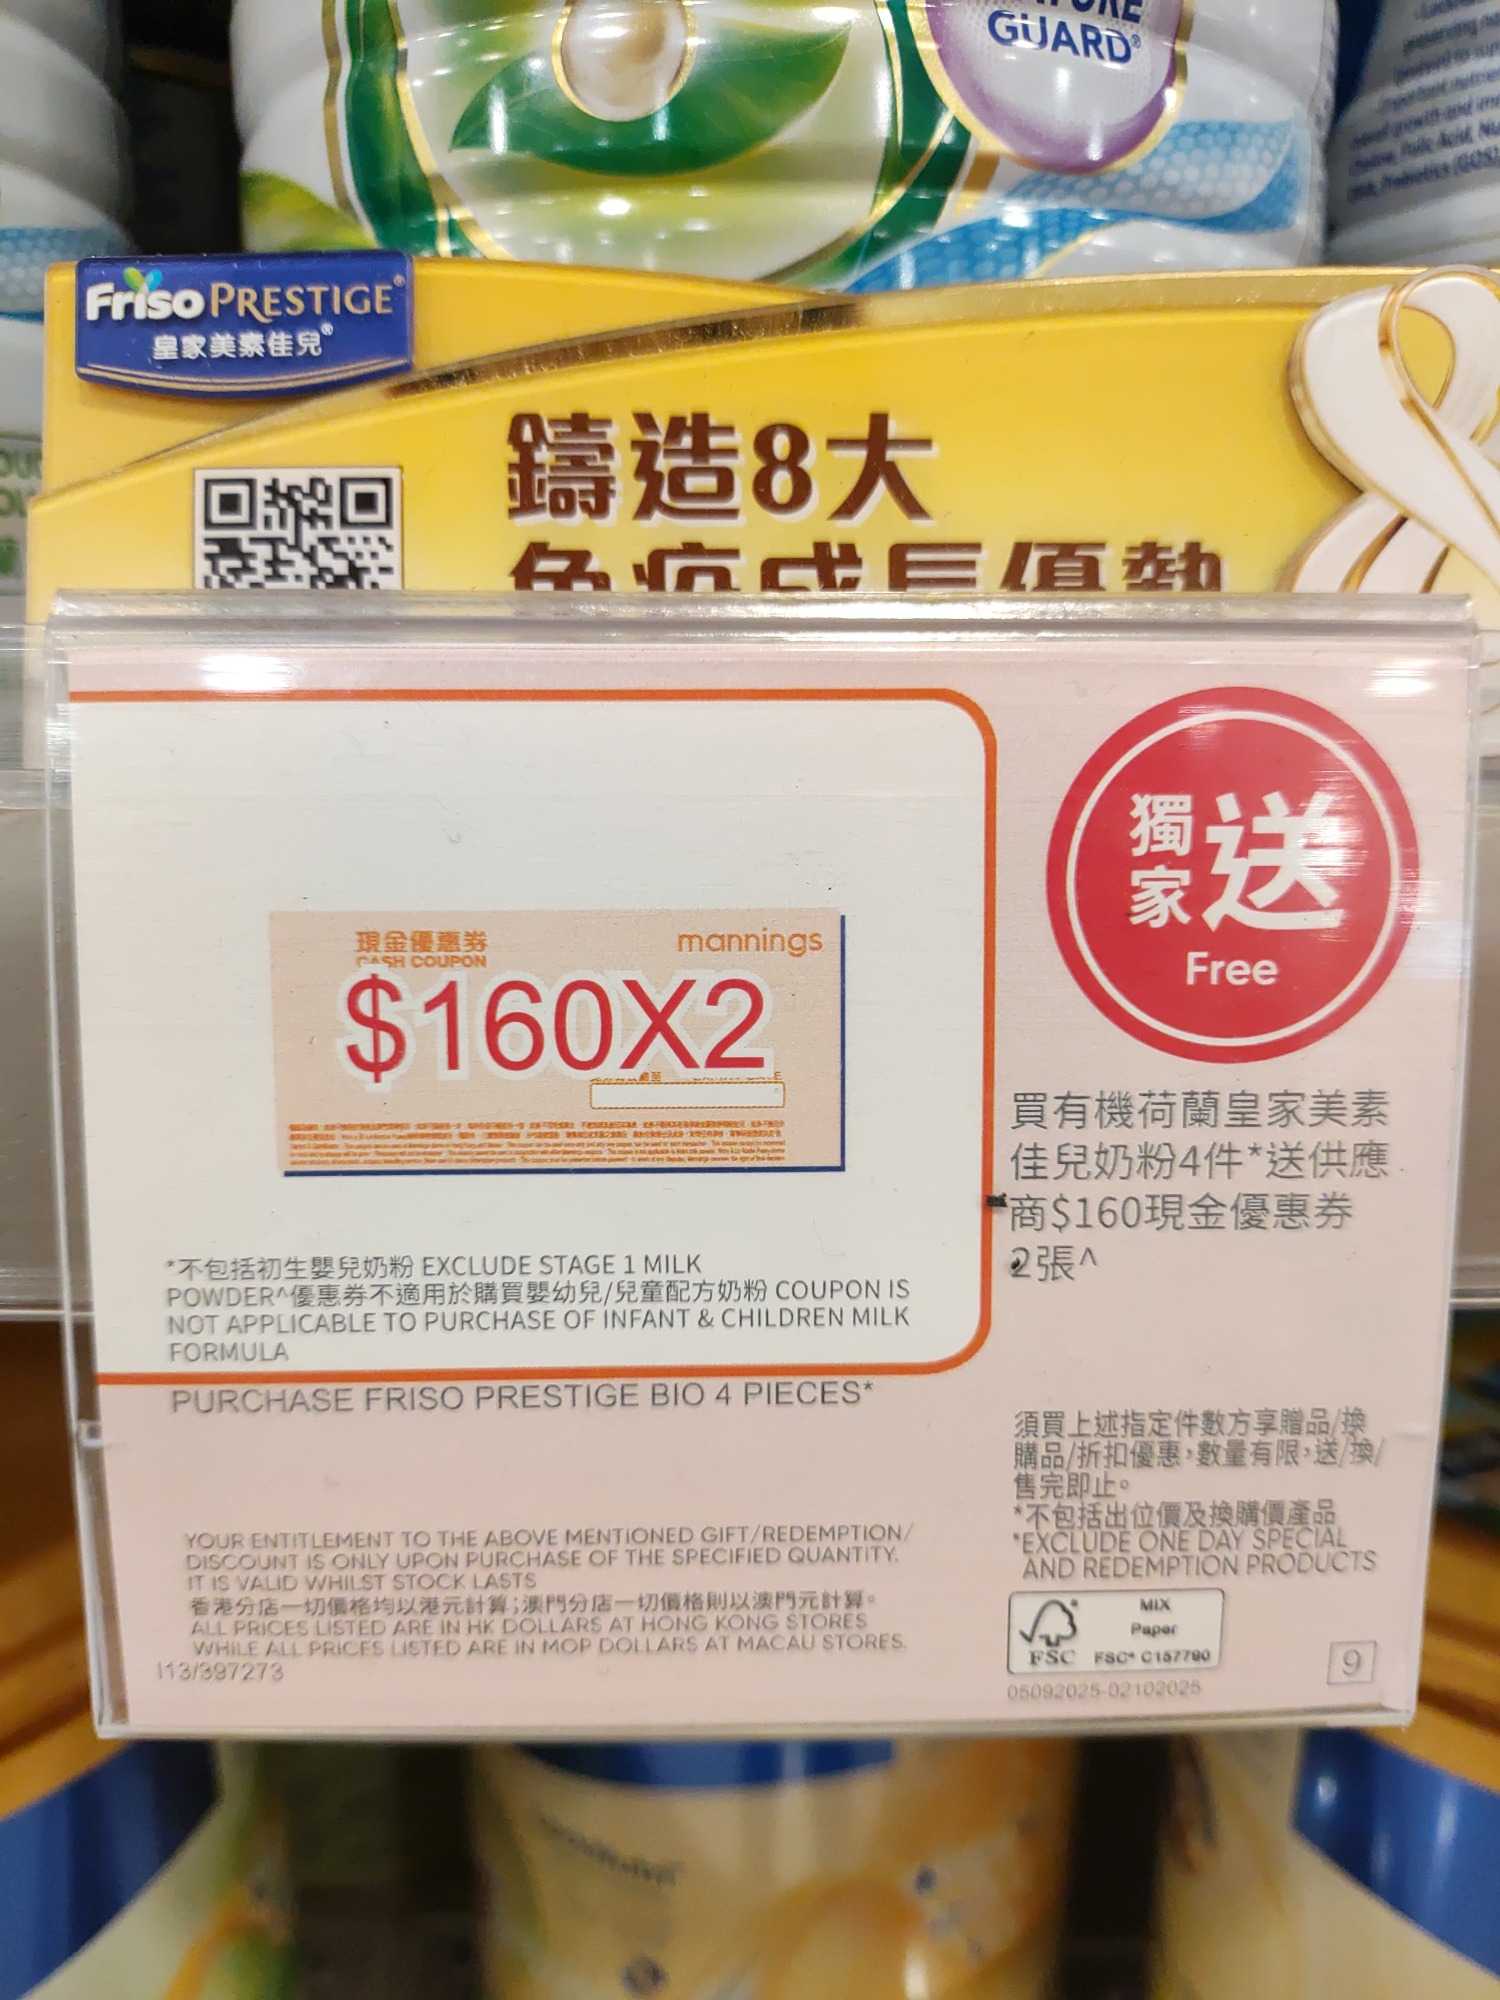 GUARD®
Friso PRESTIGE®
皇家美素佳兒®
鑄造8大
免疫成長優勢
獨家送
Free
現金優惠券
mannings
CASH COUPON
$160X2
買有機荷蘭皇家美素
佳兒奶粉4件*送供應
商$160現金優惠券
2張^
*不包括初生嬰兒奶粉 EXCLUDE STAGE 1 MILK
POWDER^優惠券不適用於購買嬰幼兒/兒童配方奶粉 COUPON IS
NOT APPLICABLE TO PURCHASE OF INFANT & CHILDREN MILK
FORMULA
PURCHASE FRISO PRESTIGE BIO 4 PIECES*
須買上述指定件數方享贈品/換
購品/折扣優惠,數量有限,送/換/
售完即止。
*不包括出位價及換購價產品
*EXCLUDE ONE DAY SPECIAL
AND REDEMPTION PRODUCTS
YOUR ENTITLEMENT TO THE ABOVE MENTIONED GIFT/REDEMPTION/
DISCOUNT IS ONLY UPON PURCHASE OF THE SPECIFIED QUANTITY.
IT IS VALID WHILST STOCK LASTS
香港分店一切價格均以港元計算;澳門分店一切價格則以澳門元計算。
ALL PRICES LISTED ARE IN HK DOLLARS AT HONG KONG STORES
WHILE ALL PRICES LISTED ARE IN MOP DOLLARS AT MACAU STORES.
I13/397273
MIX
Paper
FSC FSC® C157790
05092025-02102025
9